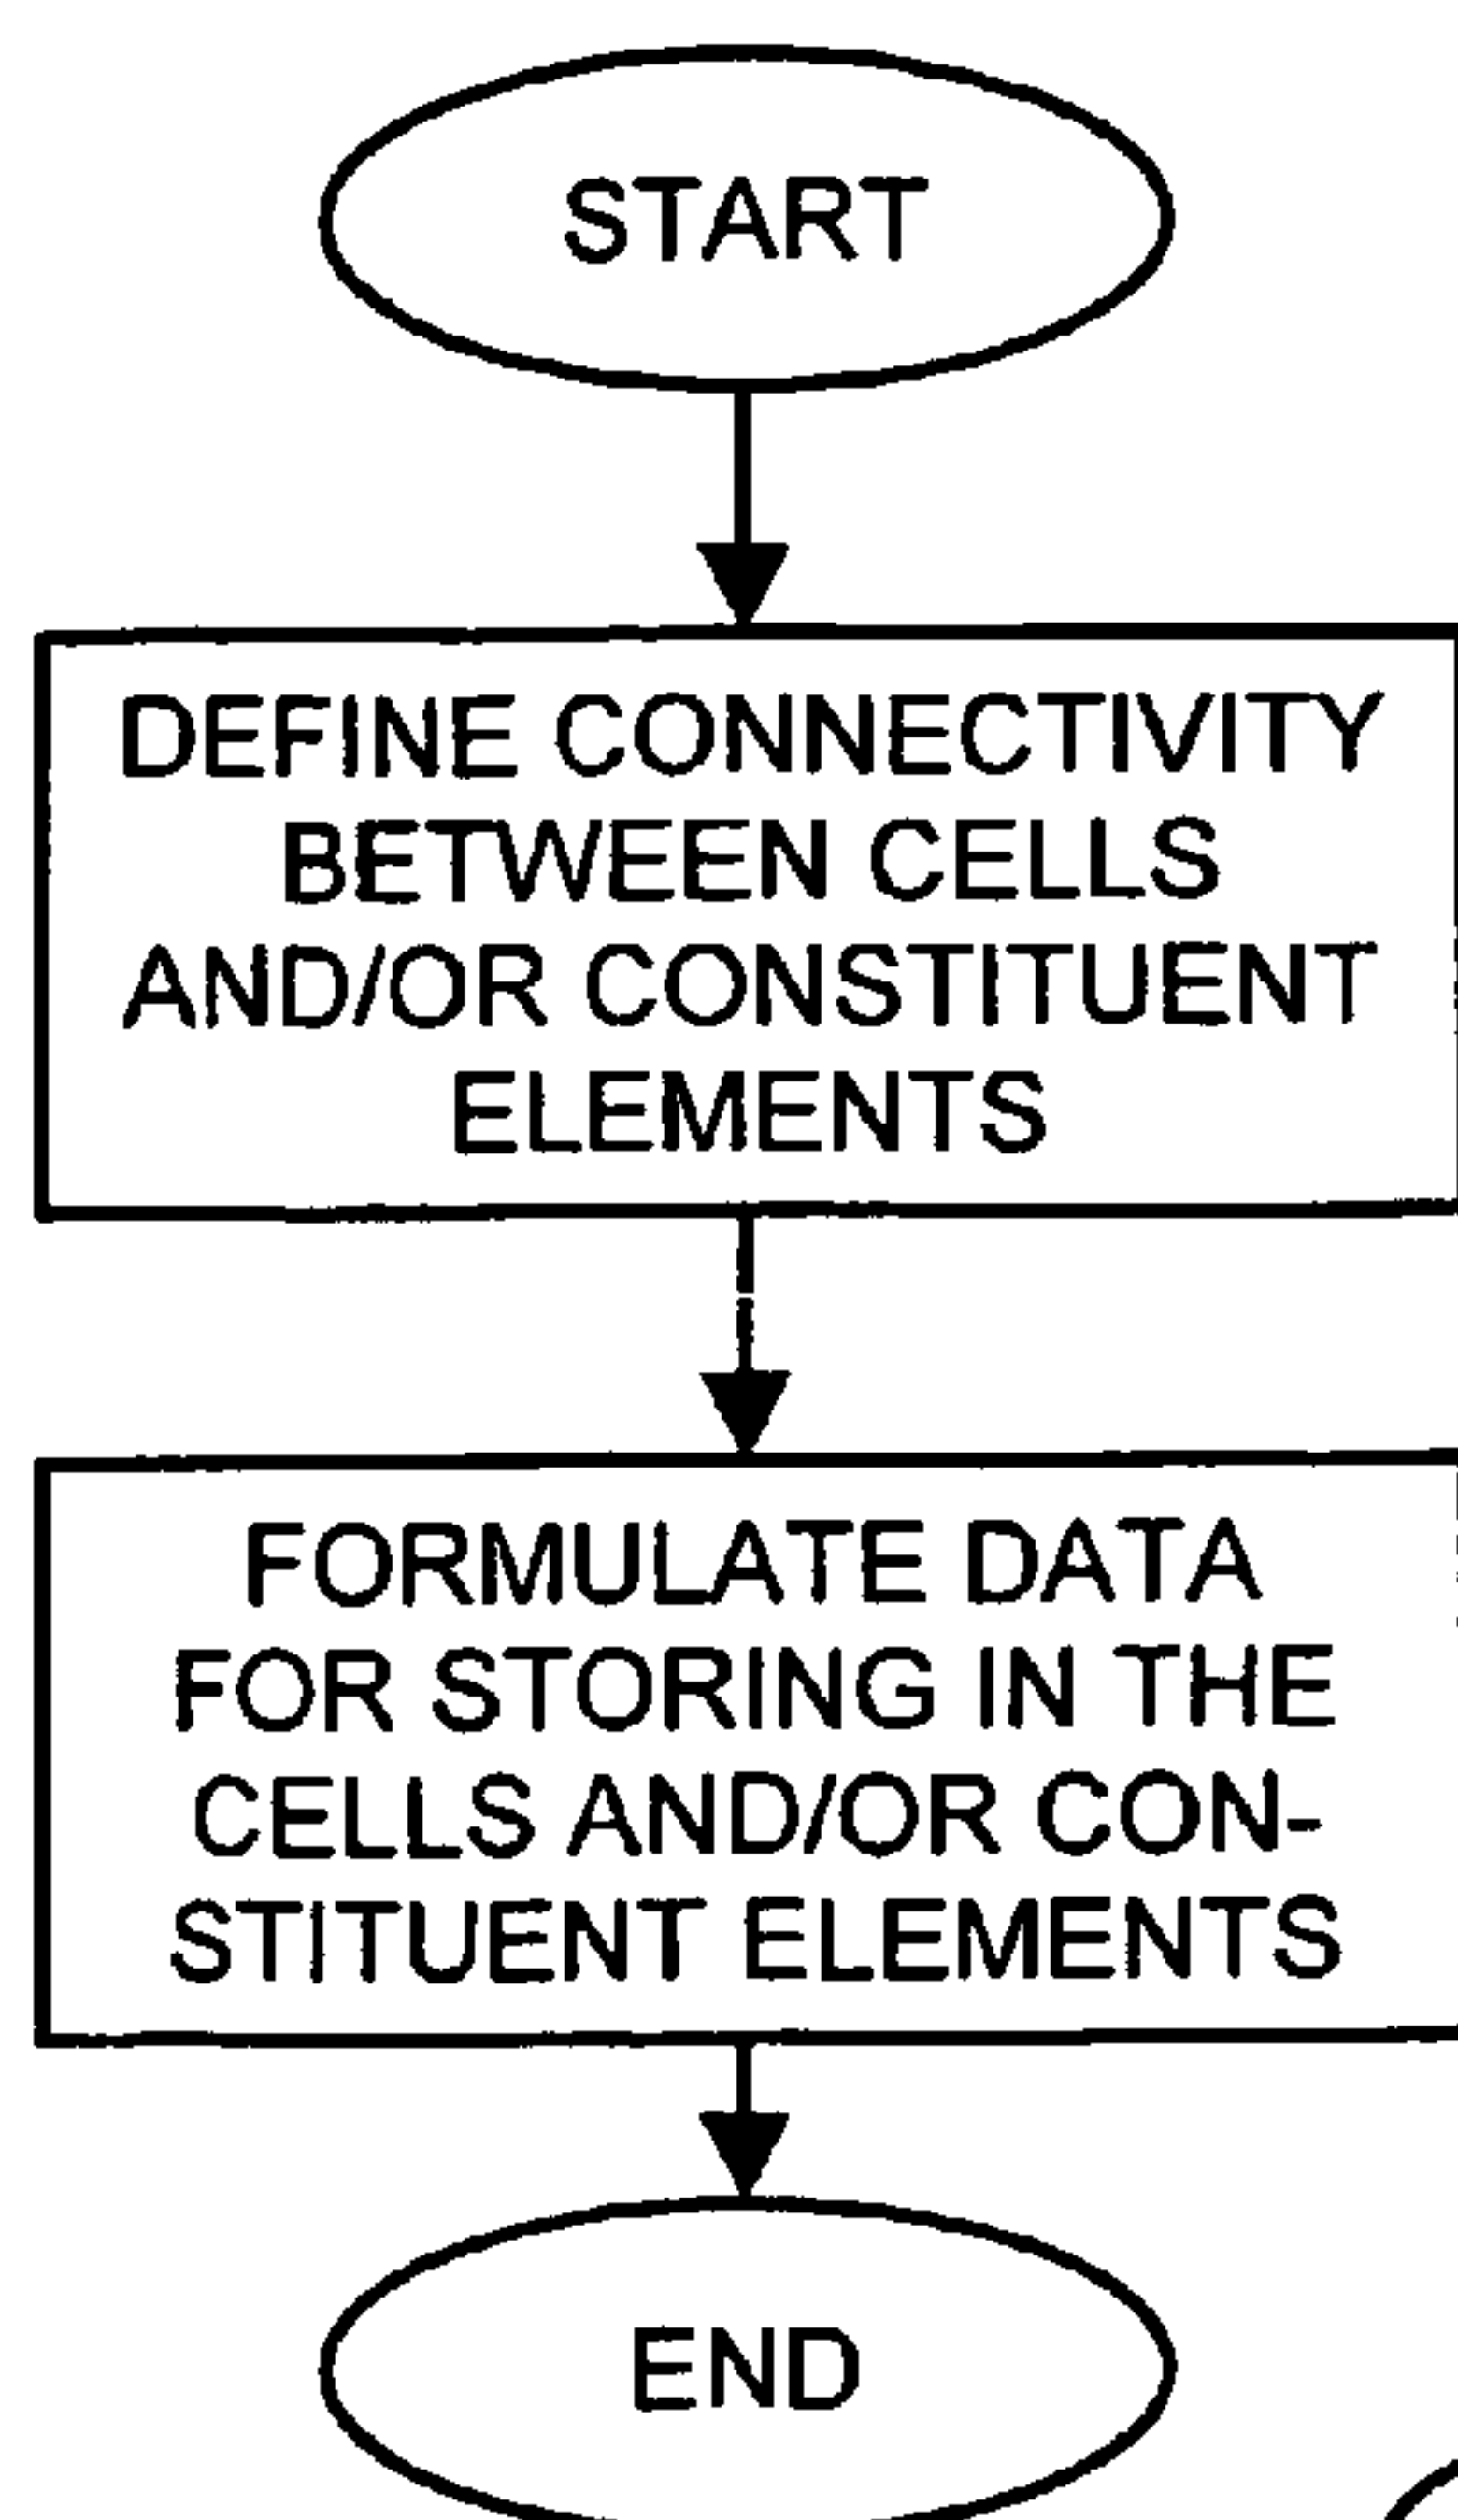 START
DEFINE CONNECTIVITY
BETWEEN CELLS
AND/OR CONSTITUENT
ELEMENTS
FORMULATE DATA
FOR STORING IN THE
CELLS AND/OR CON-
STITUENT ELEMENTS
END